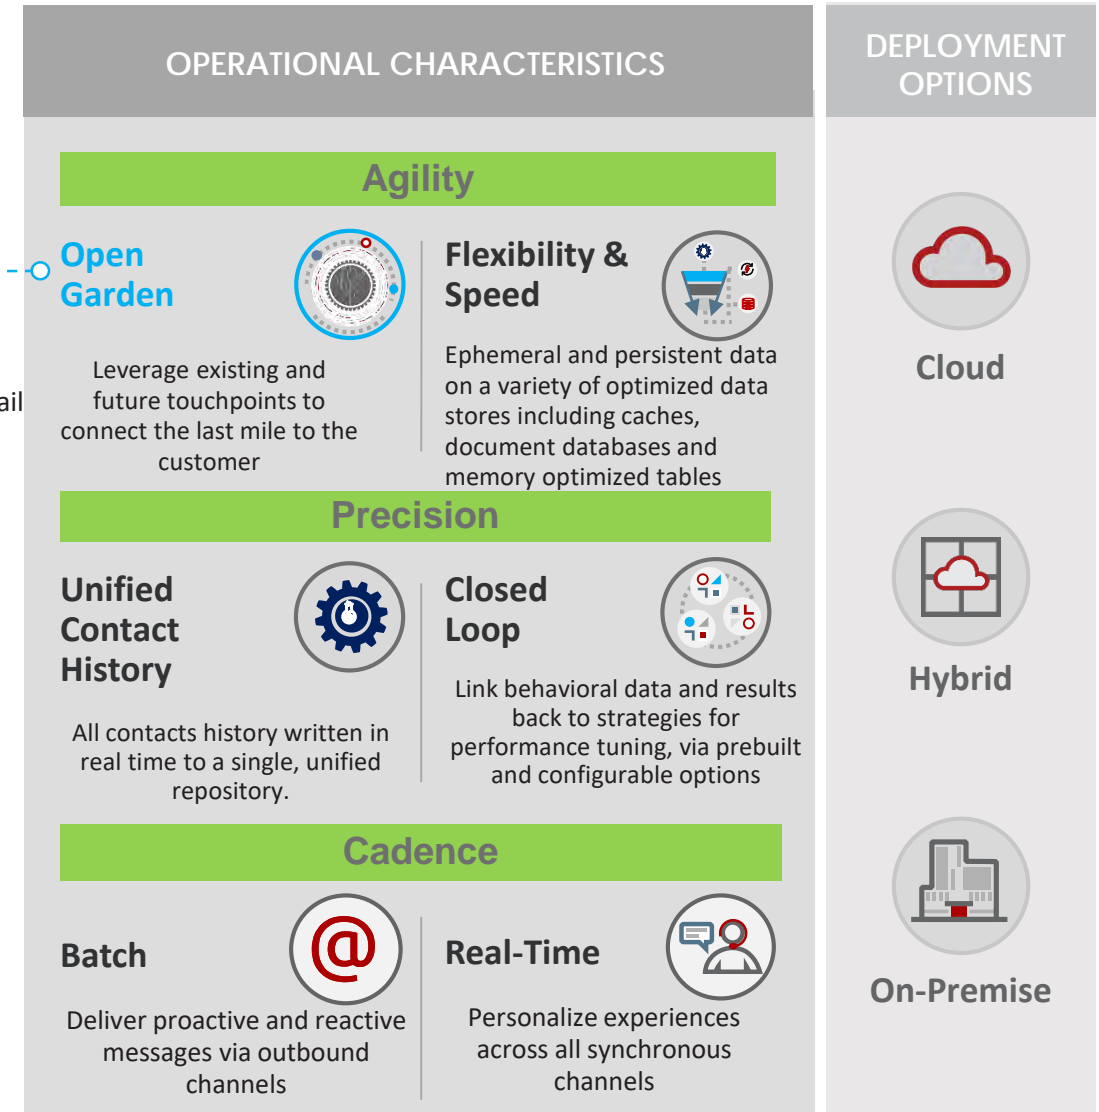 OPERATIONAL CHARACTERISTICS
Agility
Open
Garden
Leverage existing and
future touchpoints to
connect the last mile to the
customer
Flexibility &
Speed
Ephemeral and persistent data
on a variety of optimized data
stores including caches,
document databases and
memory optimized tables
ail
Precision
Unified
Contact
History
All contacts history written in
real time to a single, unified
repository.
Closed
Loop
Link behavioral data and results
back to strategies for
performance tuning, via prebuilt
and configurable options
Cadence
Batch
@
Deliver proactive and reactive
messages via outbound
channels
Real-Time
Personalize experiences
across all synchronous
channels
DEPLOYMENT
OPTIONS
Cloud
Hybrid
On-Premise